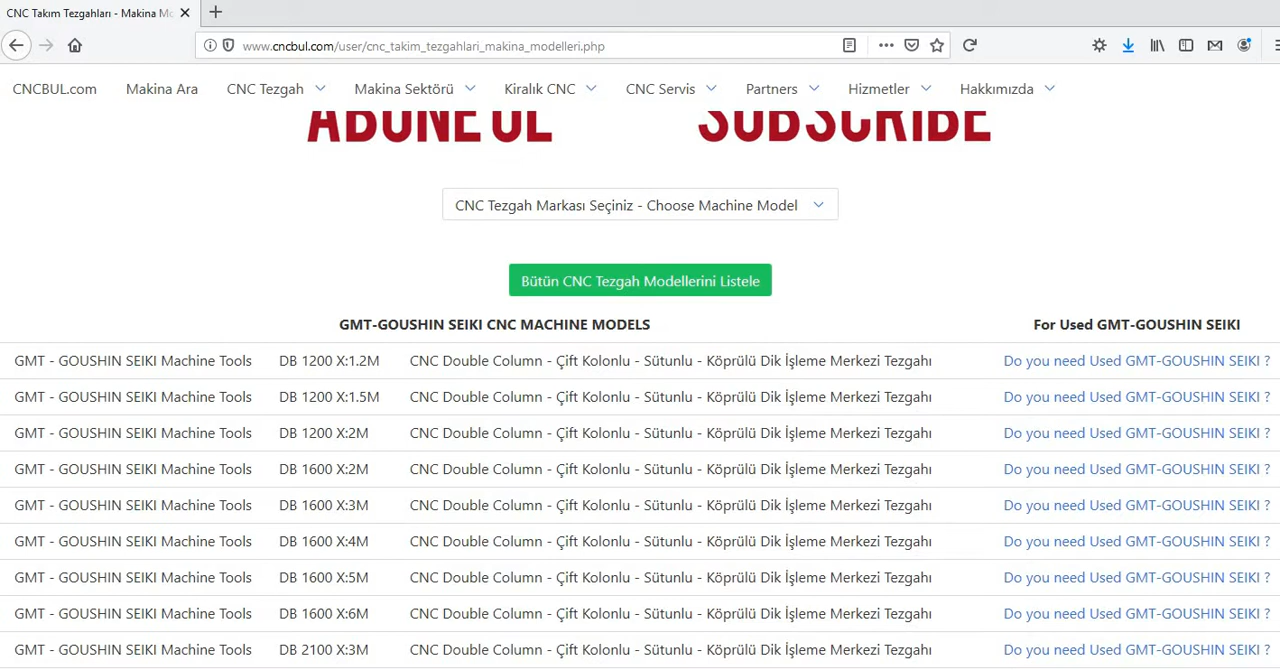 CNC Takım Tezgahları - Makina Mo
www.cncbul.com/user/cnc_takim_tezgahlari_makina_modelleri.php
CNCBUL.com Makina Ara CNC Tezgah Makina Sektörü Kiralık CNC CNC Servis Partners Hizmetler Hakkımızda
ABONE OL SUBSCRIBE
CNC Tezgah Markası Seçiniz - Choose Machine Model
Bütün CNC Tezgah Modellerini Listele
GMT-GOUSHIN SEIKI CNC MACHINE MODELS For Used GMT-GOUSHIN SEIKI
GMT - GOUSHIN SEIKI Machine Tools DB 1200 X:1.2M CNC Double Column - Çift Kolonlu - Sütunlu - Köprülü Dik İşleme Merkezi Tezgahı Do you need Used GMT-GOUSHIN SEIKI ?
GMT - GOUSHIN SEIKI Machine Tools DB 1200 X:1.5M CNC Double Column - Çift Kolonlu - Sütunlu - Köprülü Dik İşleme Merkezi Tezgahı Do you need Used GMT-GOUSHIN SEIKI ?
GMT - GOUSHIN SEIKI Machine Tools DB 1200 X:2M CNC Double Column - Çift Kolonlu - Sütunlu - Köprülü Dik İşleme Merkezi Tezgahı Do you need Used GMT-GOUSHIN SEIKI ?
GMT - GOUSHIN SEIKI Machine Tools DB 1600 X:2M CNC Double Column - Çift Kolonlu - Sütunlu - Köprülü Dik İşleme Merkezi Tezgahı Do you need Used GMT-GOUSHIN SEIKI ?
GMT - GOUSHIN SEIKI Machine Tools DB 1600 X:3M CNC Double Column - Çift Kolonlu - Sütunlu - Köprülü Dik İşleme Merkezi Tezgahı Do you need Used GMT-GOUSHIN SEIKI ?
GMT - GOUSHIN SEIKI Machine Tools DB 1600 X:4M CNC Double Column - Çift Kolonlu - Sütunlu - Köprülü Dik İşleme Merkezi Tezgahı Do you need Used GMT-GOUSHIN SEIKI ?
GMT - GOUSHIN SEIKI Machine Tools DB 1600 X:5M CNC Double Column - Çift Kolonlu - Sütunlu - Köprülü Dik İşleme Merkezi Tezgahı Do you need Used GMT-GOUSHIN SEIKI ?
GMT - GOUSHIN SEIKI Machine Tools DB 1600 X:6M CNC Double Column - Çift Kolonlu - Sütunlu - Köprülü Dik İşleme Merkezi Tezgahı Do you need Used GMT-GOUSHIN SEIKI ?
GMT - GOUSHIN SEIKI Machine Tools DB 2100 X:3M CNC Double Column - Çift Kolonlu - Sütunlu - Köprülü Dik İşleme Merkezi Tezgahı Do you need Used GMT-GOUSHIN SEIKI ?